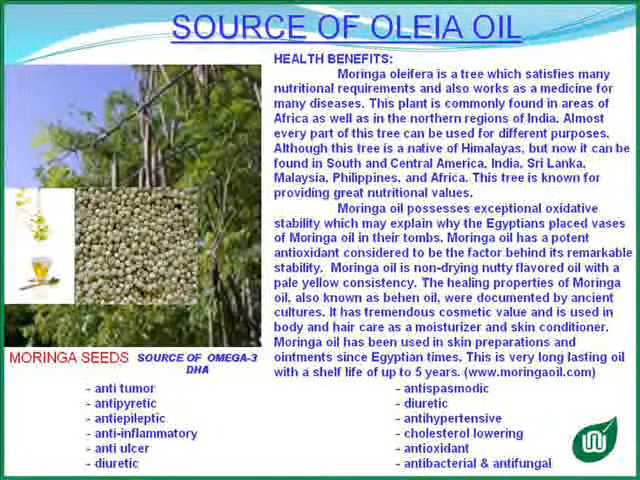 SOURCE OF OLEIA OIL
HEALTH BENEFITS:
Moringa oleifera is a tree which satisfies many
nutritional requirements and also works as a medicine for
many diseases. This plant is commonly found in areas of
Africa as well as in the northern regions of India. Almost
every part of this tree can be used for different purposes.
Although this tree is a native of Himalayas, but now it can be
found in South and Central America, India, Sri Lanka,
Malaysia, Philippines, and Africa. This tree is known for
providing great nutritional values.
Moringa oil possesses exceptional oxidative
stability which may explain why the Egyptians placed vases
of Moringa oil in their tombs. Moringa oil has a potent
antioxidant considered to be the factor behind its remarkable
stability. Moringa oil is non-drying nutty flavored oil with a
pale yellow consistency. The healing properties of Moringa
oil, also known as behen oil, were documented by ancient
cultures. It has tremendous cosmetic value and is used in
body and hair care as a moisturizer and skin conditioner.
Moringa oil has been used in skin preparations and
ointments since Egyptian times. This is very long lasting oil
with a shelf life of up to 5 years. (www.moringaoil.com)
MORINGA SEEDS
SOURCE OF OMEGA-3
DHA
- anti tumor
- antipyretic
- antiepileptic
- anti-inflammatory
- anti ulcer
- diuretic
- antispasmodic
- diuretic
- antihypertensive
- cholesterol lowering
- antioxidant
- antibacterial & antifungal